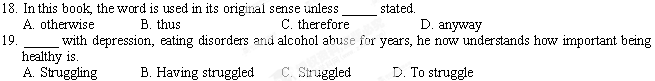 18. In this book, the word is used in its original sense unless _____ stated.
A. otherwise B. thus C. therefore D. anyway
19. _____ with depression, eating disorders and alcohol abuse for years, he now understands how important being
healthy is.
A. Struggling B. Having struggled C. Struggled D. To struggle